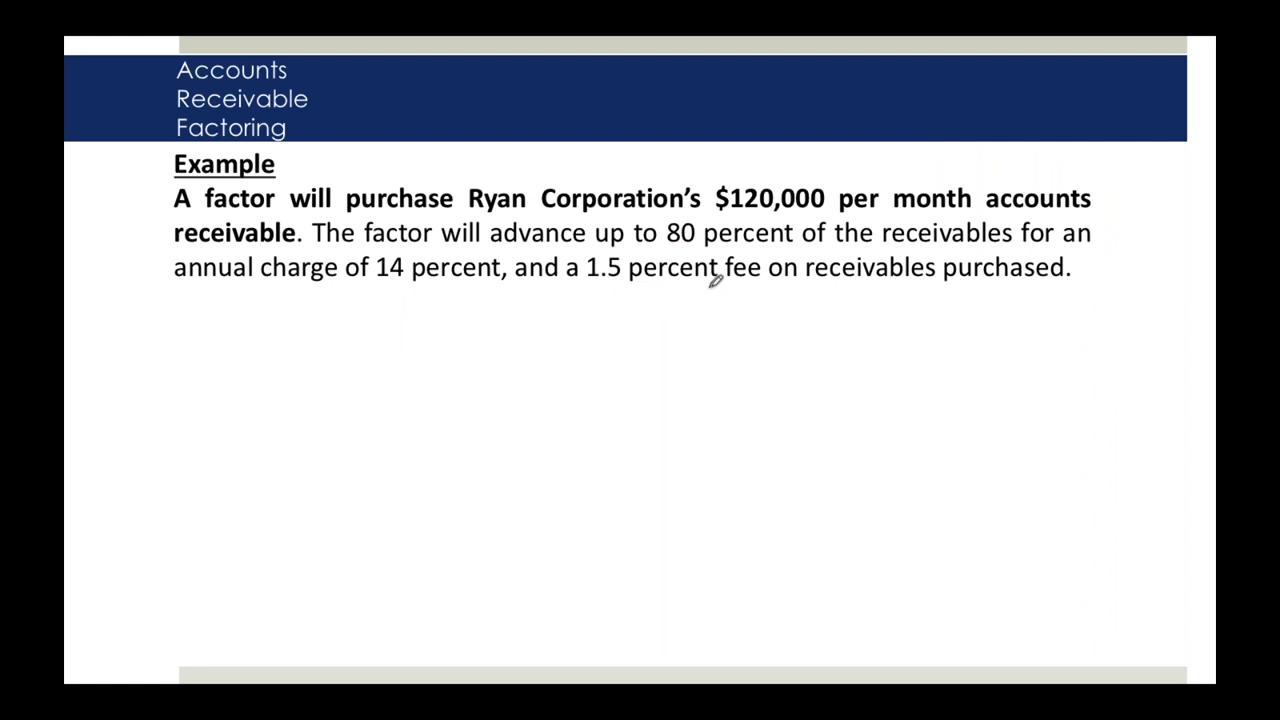 Accounts
Receivable
Factoring
Example
A factor will purchase Ryan Corporation’s $120,000 per month accounts
receivable. The factor will advance up to 80 percent of the receivables for an
annual charge of 14 percent, and a 1.5 percent fee on receivables purchased.